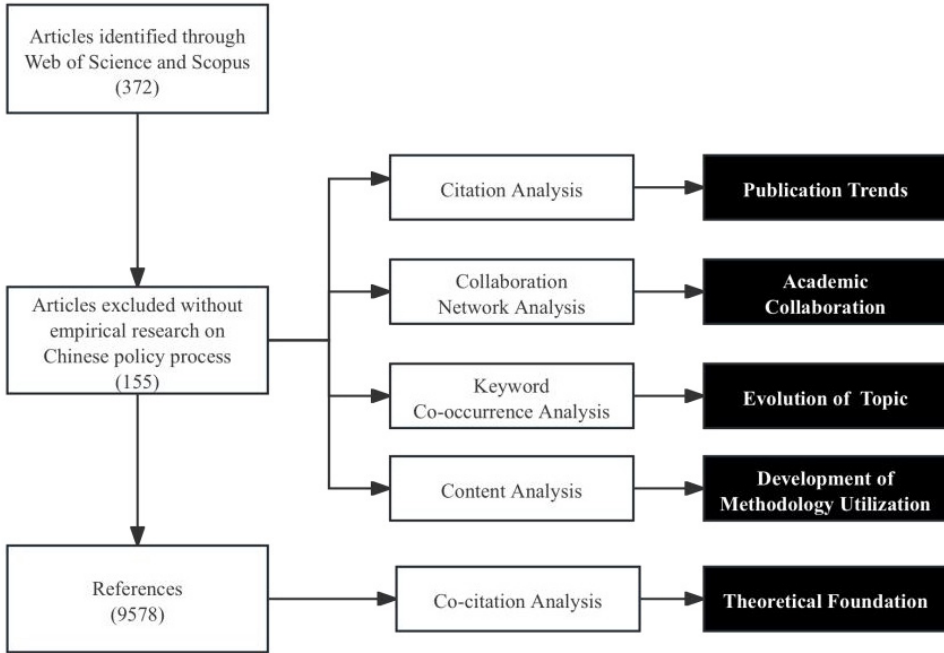 Articles identified through
Web of Science and Scopus
(372)
Citation Analysis
Publication Trends
Collaboration
Network Analysis
Academic
Collaboration
Articles excluded without
empirical research on
Chinese policy process
(155)
Keyword
Co-occurrence Analysis
Evolution of Topic
Content Analysis
Development of
Methodology Utilization
References
(9578)
Co-citation Analysis
Theoretical Foundation